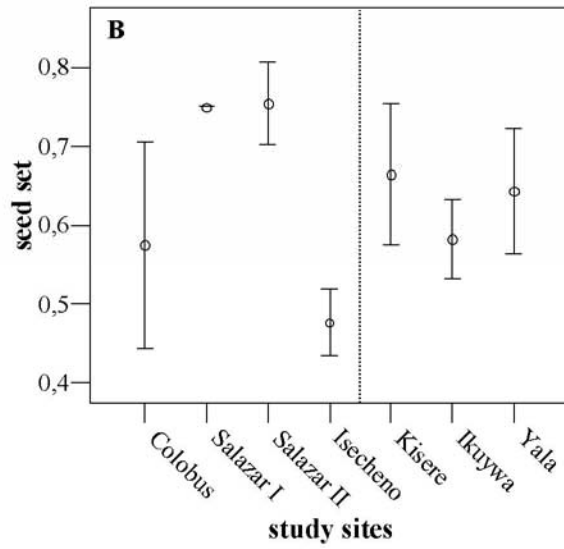 B
seed set
0,8
0,7
0,6
0,5
0,4
Colobus
Salazar I
Salazar II
Isecheno
Kisere
Ikuywa
Yala
study sites